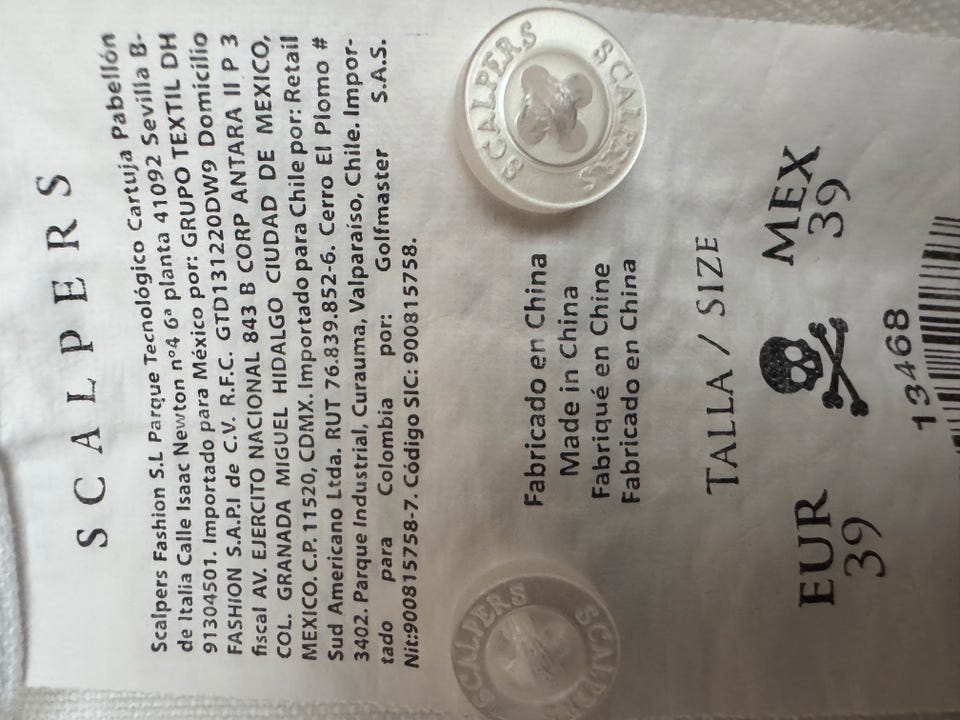 SCALPERS
Scalpers Fashion S.L Parque Tecnológico Cartuja Pabellón
de Italia Calle Isaac Newton nº4 6ª planta 41092 Sevilla B-
91304501. Importado para México por: GRUPO TEXTIL DH
FASHION S.A.P.I de C.V. R.F.C. GTD131220DW9 Domicilio
fiscal AV. EJERCITO NACIONAL 843 B CORP ANTARA II P 3
COL. GRANADA MIGUEL HIDALGO CIUDAD DE MEXICO,
MEXICO. C.P. 11520, CDMX. Importado para Chile por: Retail
Sud Americano Ltda. RUT 76.839.852-6. Cerro El Plomo #
3402. Parque Industrial, Curauma, Valparaíso, Chile. Impor-
tado para Colombia por: Golfmaster S.A.S.
Nit:900815758-7. Código SIC: 900815758.
SCALPERS SCALPERS
SCALPERS SCALPERS
Fabricado en China
Made in China
Fabriqué en Chine
Fabricado en China
TALLA / SIZE
EUR MEX
39 39
13468